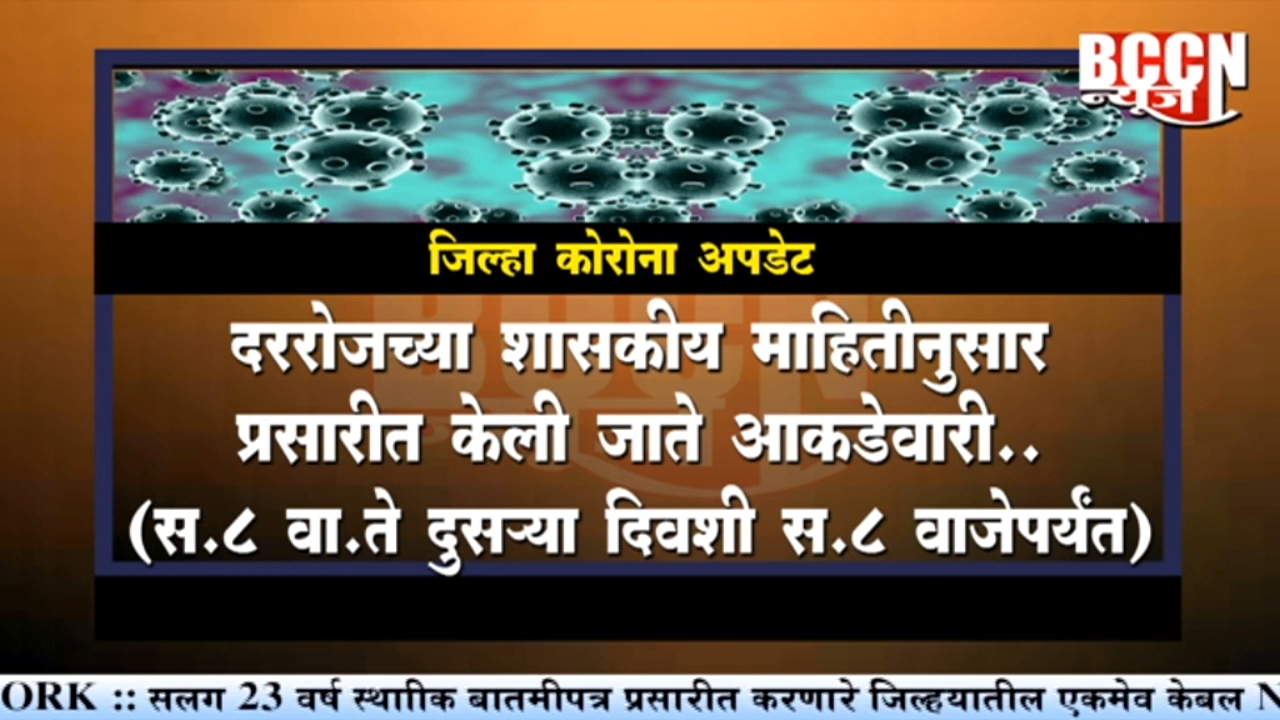 BCCN
न्यूज
जिल्हा कोरोना अपडेट
दररोजच्या शासकीय माहितीनुसार
प्रसारीत केली जाते आकडेवारी..
(स.८ वा.ते दुसऱ्या दिवशी स.८ वाजेपर्यंत)
ORK :: सलग 23 वर्ष स्थाीिक बातमीपत्र प्रसारीत करणारे जिल्हयातील एकमेव केबल N